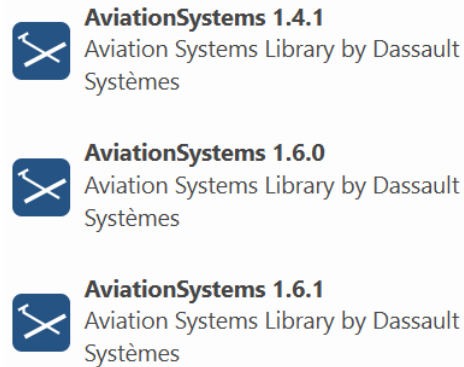 AviationSystems 1.4.1
Aviation Systems Library by Dassault
Systèmes
AviationSystems 1.6.0
Aviation Systems Library by Dassault
Systèmes
AviationSystems 1.6.1
Aviation Systems Library by Dassault
Systèmes